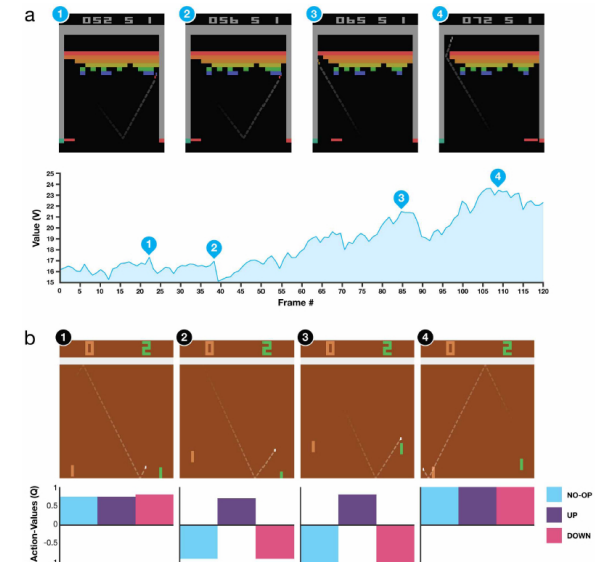 a
1 2 3 4
052 5 1 056 5 1 065 5 1 072 5 1
Value (V)
25
24
22
21
20
19
18
17
16
15
1 2 3 4
0 5 10 15 20 25 30 35 40 45 50 55 60 65 70 75 80 85 90 95 100 105 110 115 120
Frame #
b
1 2 3 4
0 2 0 2 0 2 0 2
Action-Values (Q)
1
0.5
0
-0.5
NO-OP
UP
DOWN